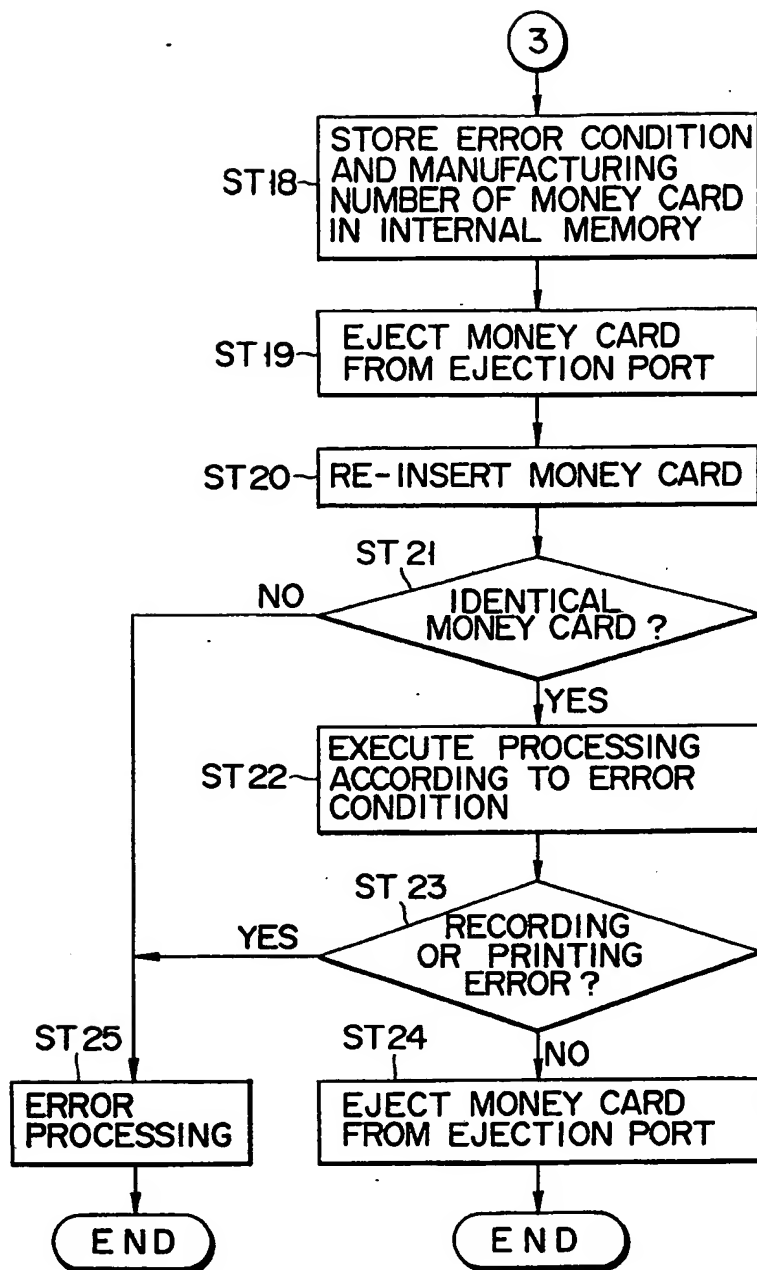 3
STORE ERROR CONDITION
AND MANUFACTURING
NUMBER OF MONEY CARD
IN INTERNAL MEMORY
ST18
EJECT MONEY CARD
FROM EJECTION PORT
ST19
ST20
RE-INSERT MONEY CARD
ST21
NO
IDENTICAL
MONEY CARD?
YES
EXECUTE PROCESSING
ACCORDING TO ERROR
CONDITION
ST22
ST23
YES
RECORDING
OR PRINTING
ERROR?
NO
ST25
ST24
ERROR
PROCESSING
EJECT MONEY CARD
FROM EJECTION PORT
END
END